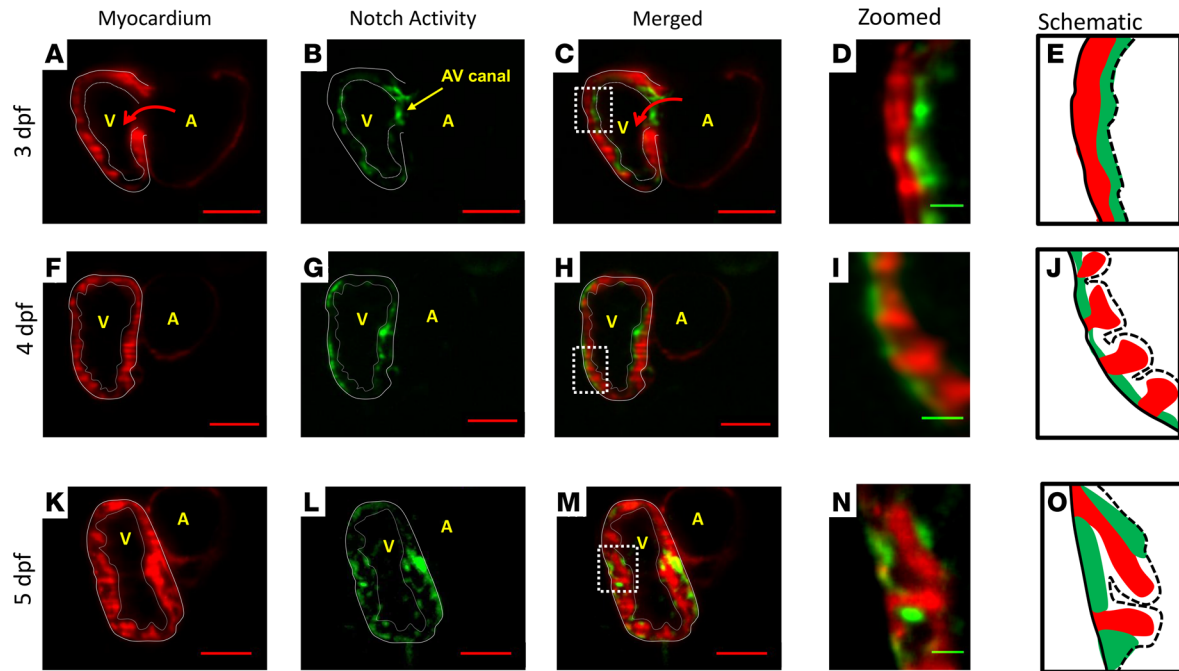 Myocardium Notch Activity Merged Zoomed Schematic
3 dpf
A V A
B AV canal V A
C V A
D
E
4 dpf
F V A
G V A
H V A
I
J
5 dpf
K V A
L V A
M V A
N
O